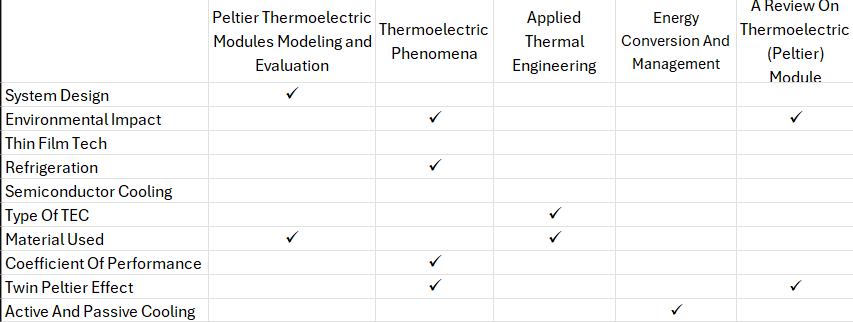 Peltier Thermoelectric
Modules Modeling and
Evaluation
Thermoelectric
Phenomena
Applied
Thermal
Engineering
Energy
Conversion And
Management
A Review On
Thermoelectric
(Peltier)
Module
System Design ✓
Environmental Impact ✓ ✓
Thin Film Tech
Refrigeration ✓
Semiconductor Cooling
Type Of TEC ✓
Material Used ✓ ✓
Coefficient Of Performance ✓
Twin Peltier Effect ✓ ✓
Active And Passive Cooling ✓